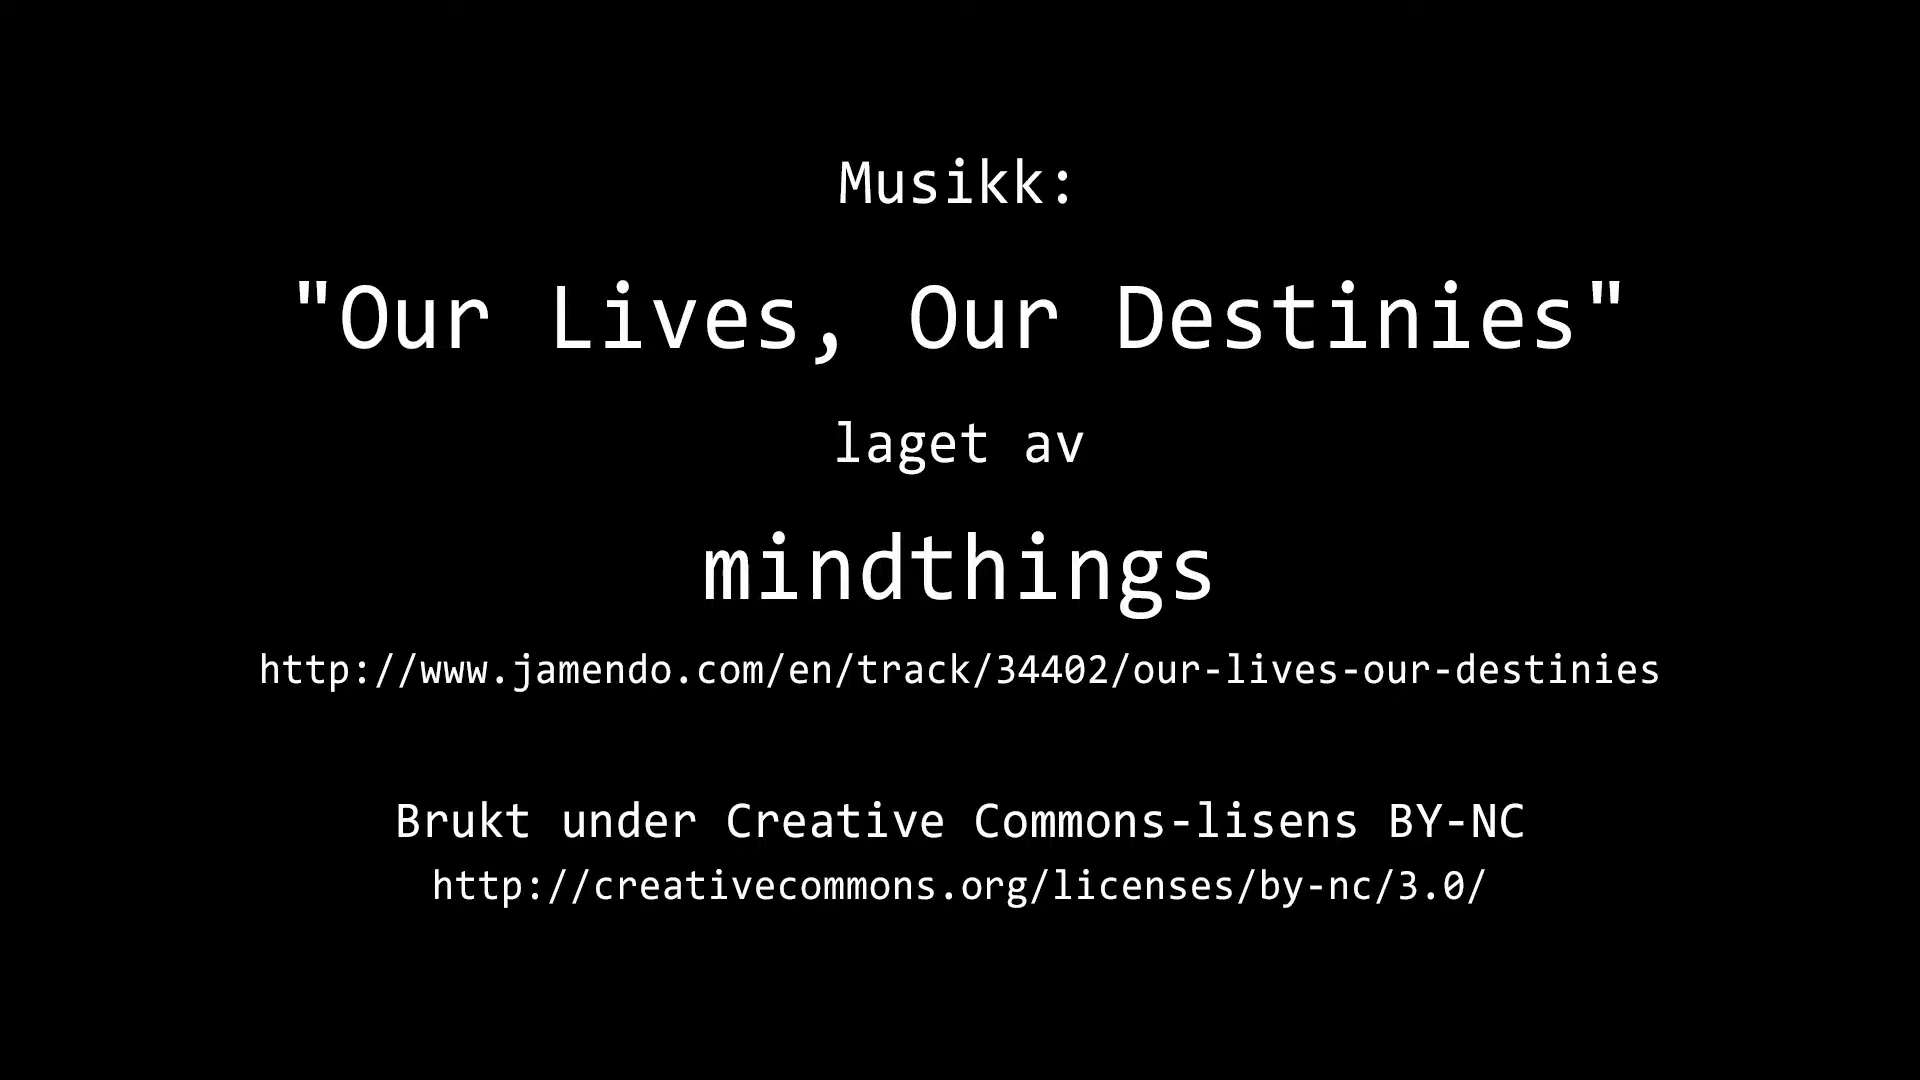 Musikk:
"Our Lives, Our Destinies"
laget av
mindthings
http://www.jamendo.com/en/track/34402/our-lives-our-destinies
Brukt under Creative Commons-lisens BY-NC
http://creativecommons.org/licenses/by-nc/3.0/